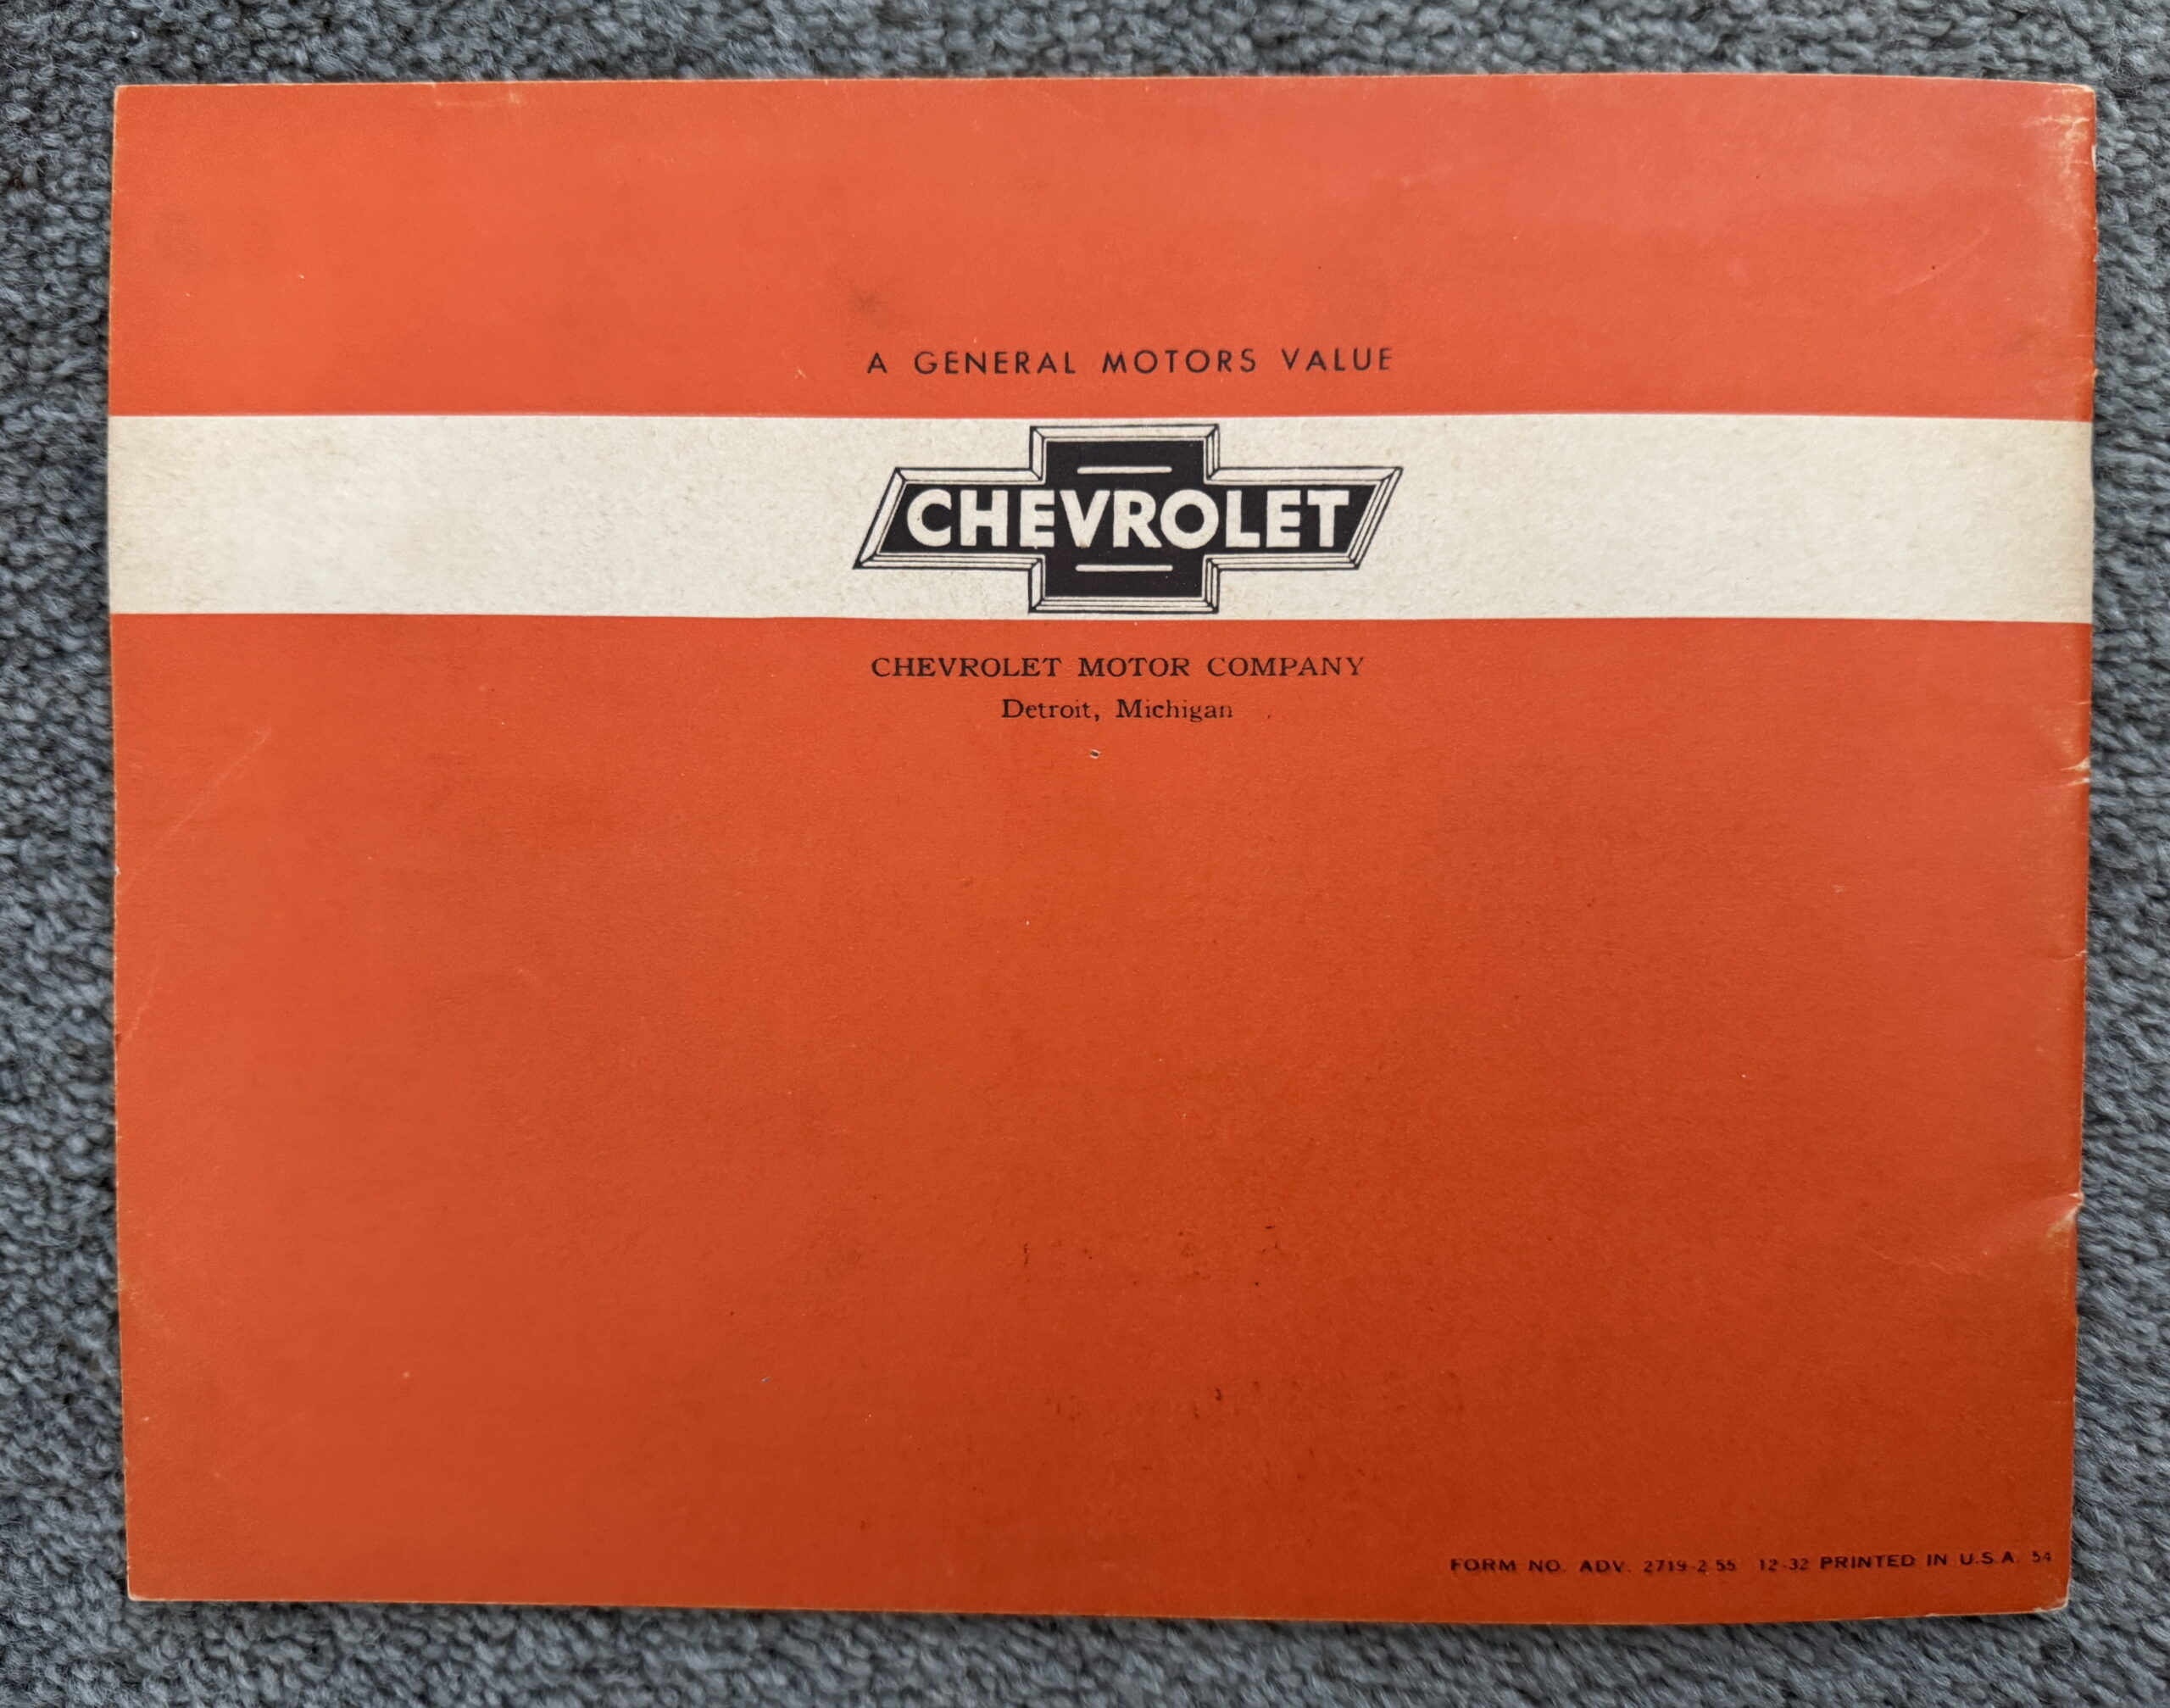 A GENERAL MOTORS VALUE
CHEVROLET
CHEVROLET MOTOR COMPANY
Detroit, Michigan
FORM NO. ADV. 2719-2 55 12-32 PRINTED IN U.S.A. 54